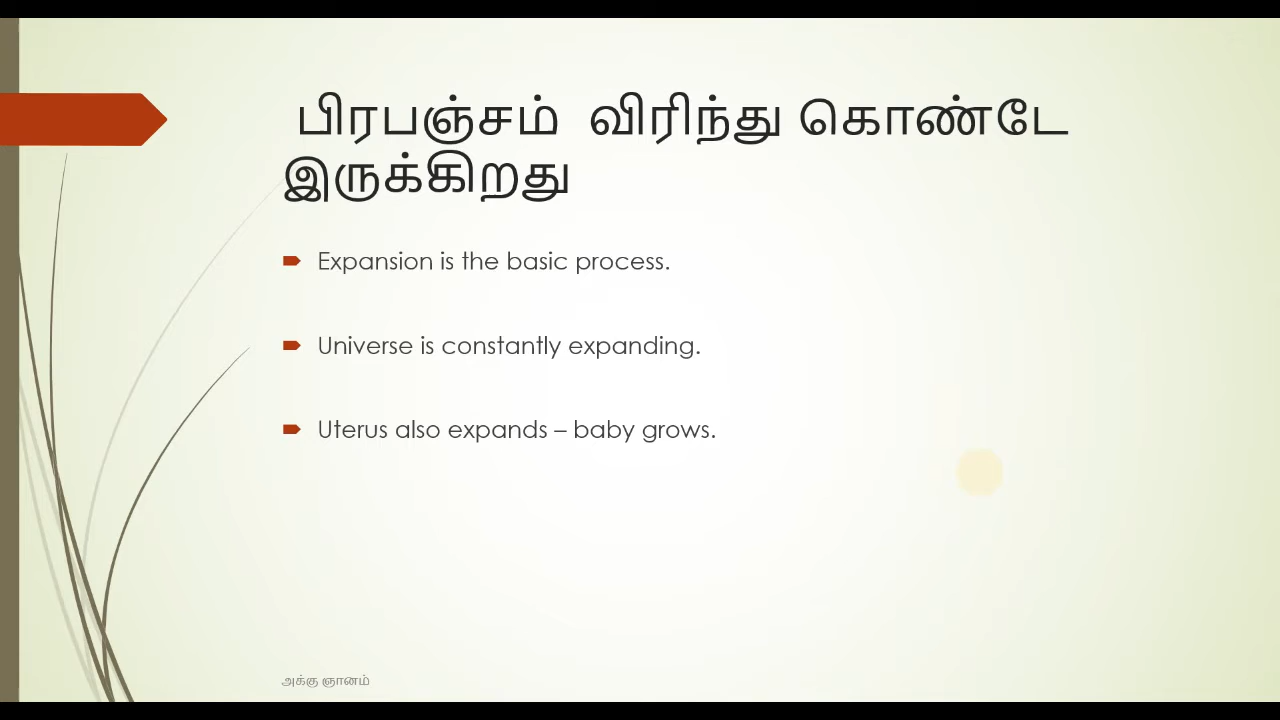 பிரபஞ்சம் விரிந்து கொண்டே
இருக்கிறது
Expansion is the basic process.
Universe is constantly expanding.
Uterus also expands – baby grows.
அக்கு ஞானம்